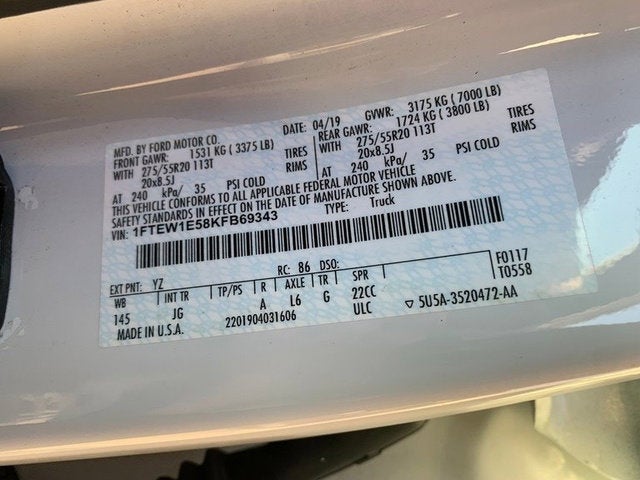 MFD. BY FORD MOTOR CO. DATE: 04/19 GVWR: 3175 KG ( 7000 LB)
FRONT GAWR: 1531 KG ( 3375 LB) REAR GAWR: 1724 KG ( 3800 LB)
WITH 275/55R20 113T TIRES WITH 275/55R20 113T TIRES
20x8.5J RIMS 20x8.5J RIMS
AT 240 kPa/ 35 PSI COLD AT 240 kPa/ 35 PSI COLD
THIS VEHICLE CONFORMS TO ALL APPLICABLE FEDERAL MOTOR VEHICLE
SAFETY STANDARDS IN EFFECT ON THE DATE OF MANUFACTURE SHOWN ABOVE.
VIN: 1FTEW1E58KFB69343 TYPE: Truck
F0117
T0558
EXT PNT: YZ RC: 86 DSO:
WB INT TR TP/PS R AXLE TR SPR
145 JG A L6 G 22CC
MADE IN U.S.A. 2201904031606 ULC ▽ 5U5A-3520472-AA